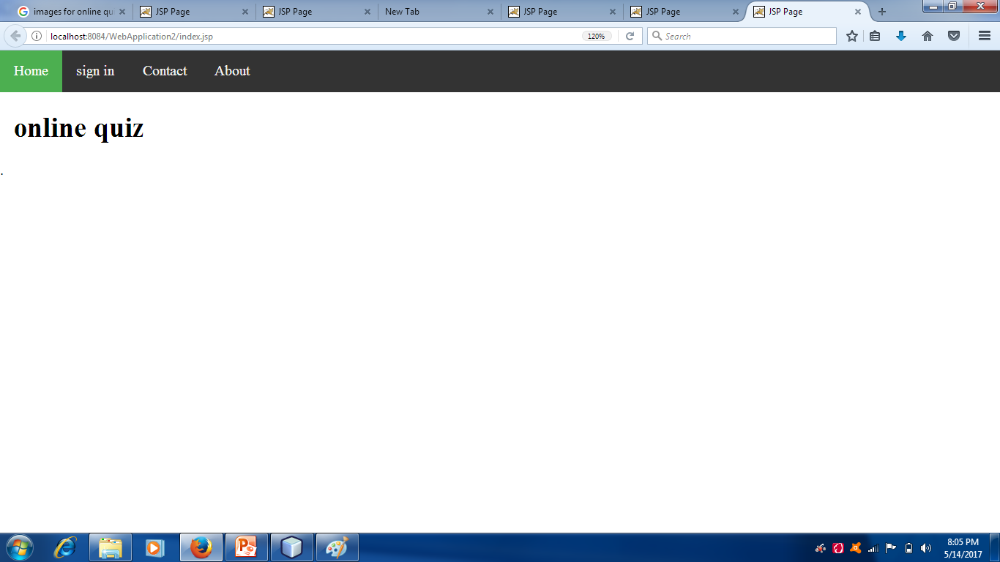 images for online qu
JSP Page
JSP Page
New Tab
JSP Page
JSP Page
JSP Page
localhost:8084/WebApplication2/index.jsp
120%
Search
Home
sign in
Contact
About
online quiz
.
8:05 PM
5/14/2017